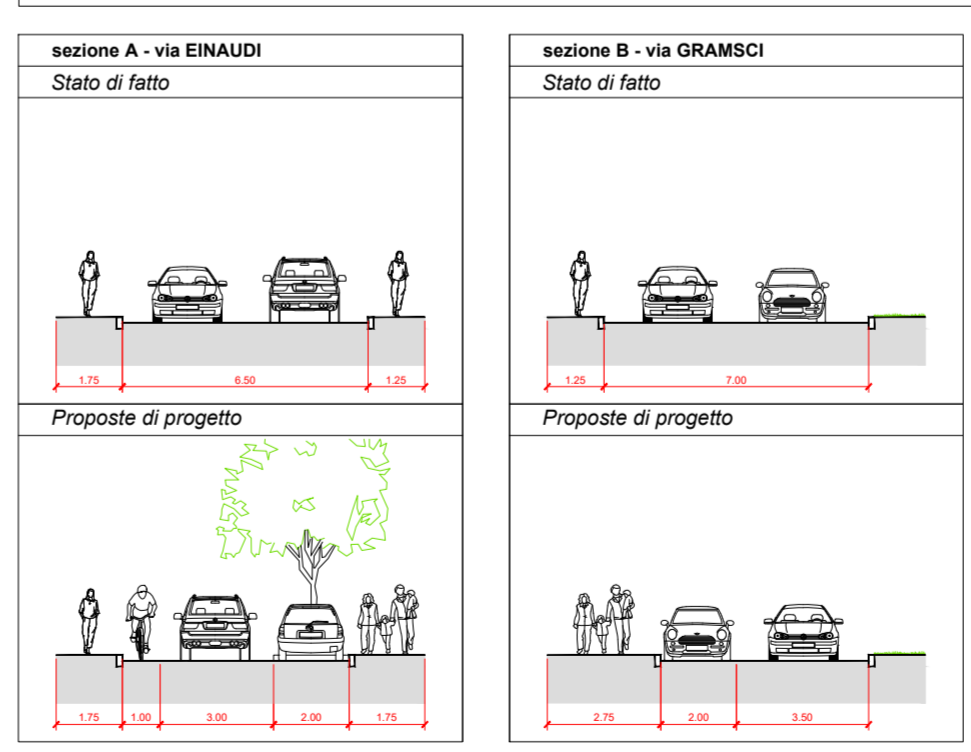 sezione A - via EINAUDI
Stato di fatto
1.75 6.50 1.25
Proposte di progetto
1.75 1.00 3.00 2.00 1.75
sezione B - via GRAMSCI
Stato di fatto
1.25 7.00
Proposte di progetto
2.75 2.00 3.50